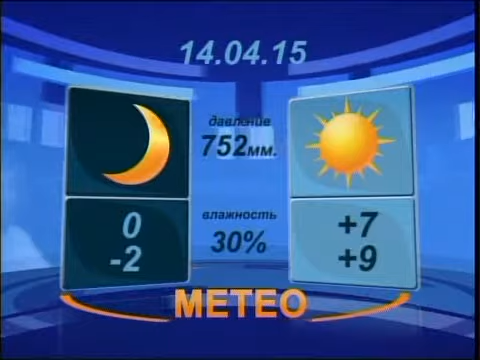 14.04.15
давление
752мм.
0
-2
влажность
30%
+7
+9
МЕТЕО